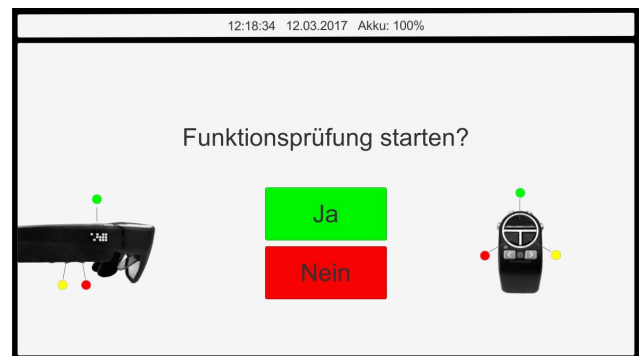 12:18:34 12.03.2017 Akku: 100%
Funktionsprüfung starten?
Ja
Nein